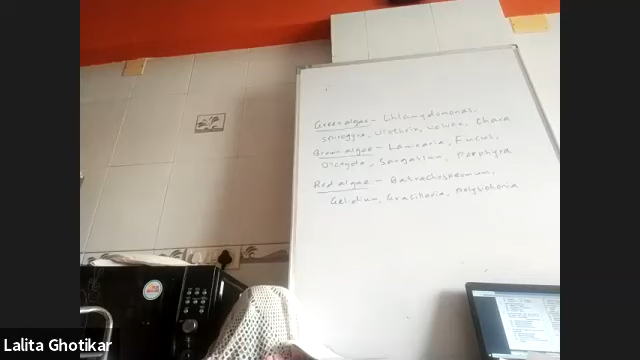 Green algae - Chlamydomonas,
Spirogyra, Ulothrix, Volvox, Chara
Brown algae - Laminaria, Fucus,
Dictyota, Sargassum, Porphyra
Red algae - Batrachospermum,
Gelidium, Gracilaria, Polysiphonia
Lalita Ghotikar